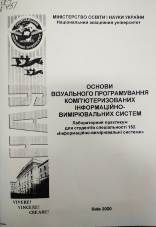 МІНІСТЕРСТВО ОСВІТИ І НАУКИ УКРАЇНИ
Національний авіаційний університет
НАУ
ОСНОВИ
ВІЗУАЛЬНОГО ПРОГРАМУВАННЯ
КОМП'ЮТЕРИЗОВАНИХ
ІНФОРМАЦІЙНО-
ВИМІРЮВАЛЬНИХ СИСТЕМ
Лабораторний практикум
для студентів спеціальності 152
«Інформаційно-вимірювальні системи»
VIVERE!
VINCERE!
CREARE!
Київ 2020